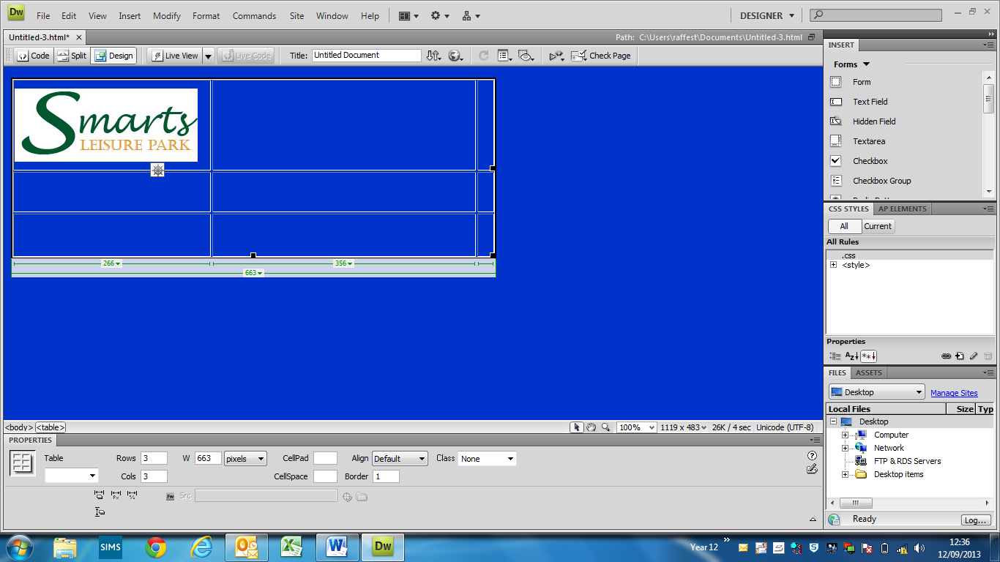 Dw File Edit View Insert Modify Format Commands Site Window Help DESIGNER
Untitled-3.html* Path: C:\Users\raffest\Documents\Untitled-3.html
Code Split Design Live View Live Code Title: Untitled Document Check Page
Smarts
LEISURE PARK
266 356
663
<body> <table> 100% 1119 x 483 26K / 4 sec Unicode (UTF-8)
PROPERTIES
Table Rows 3 W 663 pixels CellPad Align Default Class None
Cols 3 CellSpace Border 1
Fw Src
INSERT
Forms
Form
Text Field
Hidden Field
Textarea
Checkbox
Checkbox Group
CSS STYLES AP ELEMENTS
All Current
All Rules
.css
<style>
Properties
FILES ASSETS
Desktop Manage Sites
Local Files Size Typ
Desktop
Computer
Network
FTP & RDS Servers
Desktop items
Ready Log...
SIMS Dw Year 12 » 12:36
12/09/2013